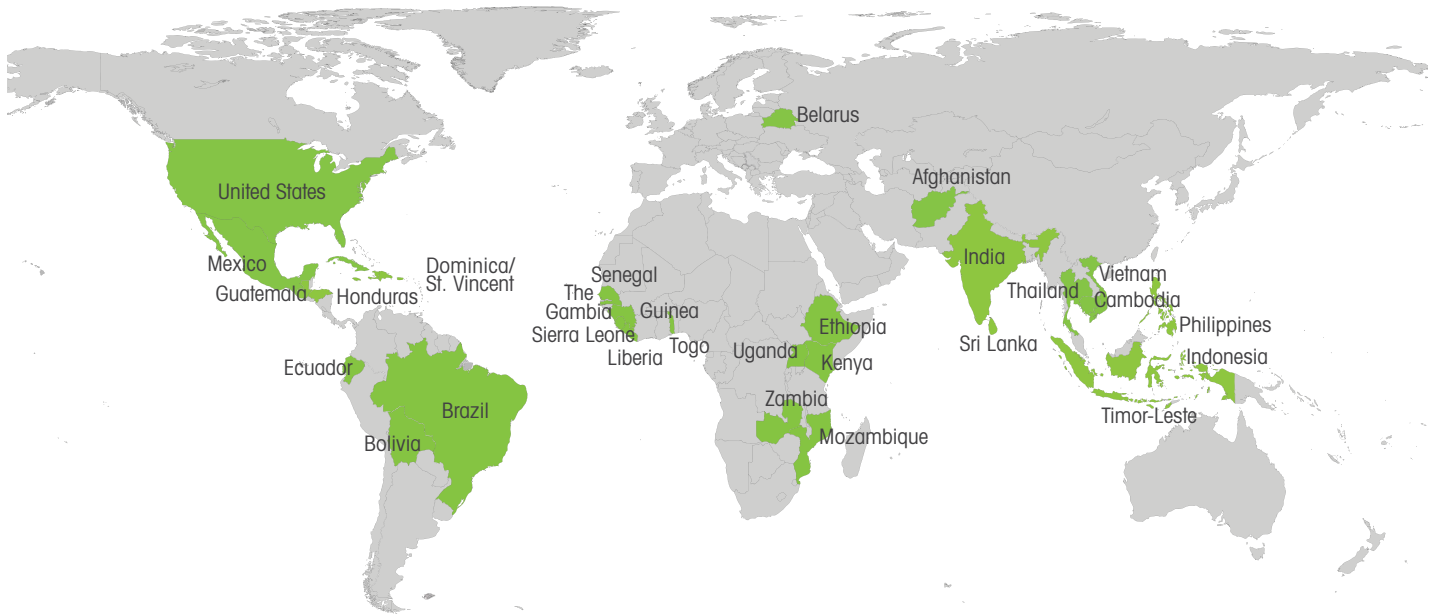 Belarus
Afghanistan
United States
India
Mexico
Dominica/
St. Vincent
Guatemala
Honduras
Senegal
The
Gambia
Guinea
Sierra Leone
Liberia
Togo
Ethiopia
Uganda
Kenya
Vietnam
Thailand
Cambodia
Philippines
Sri Lanka
Indonesia
Ecuador
Brazil
Zambia
Timor-Leste
Bolivia
Mozambique